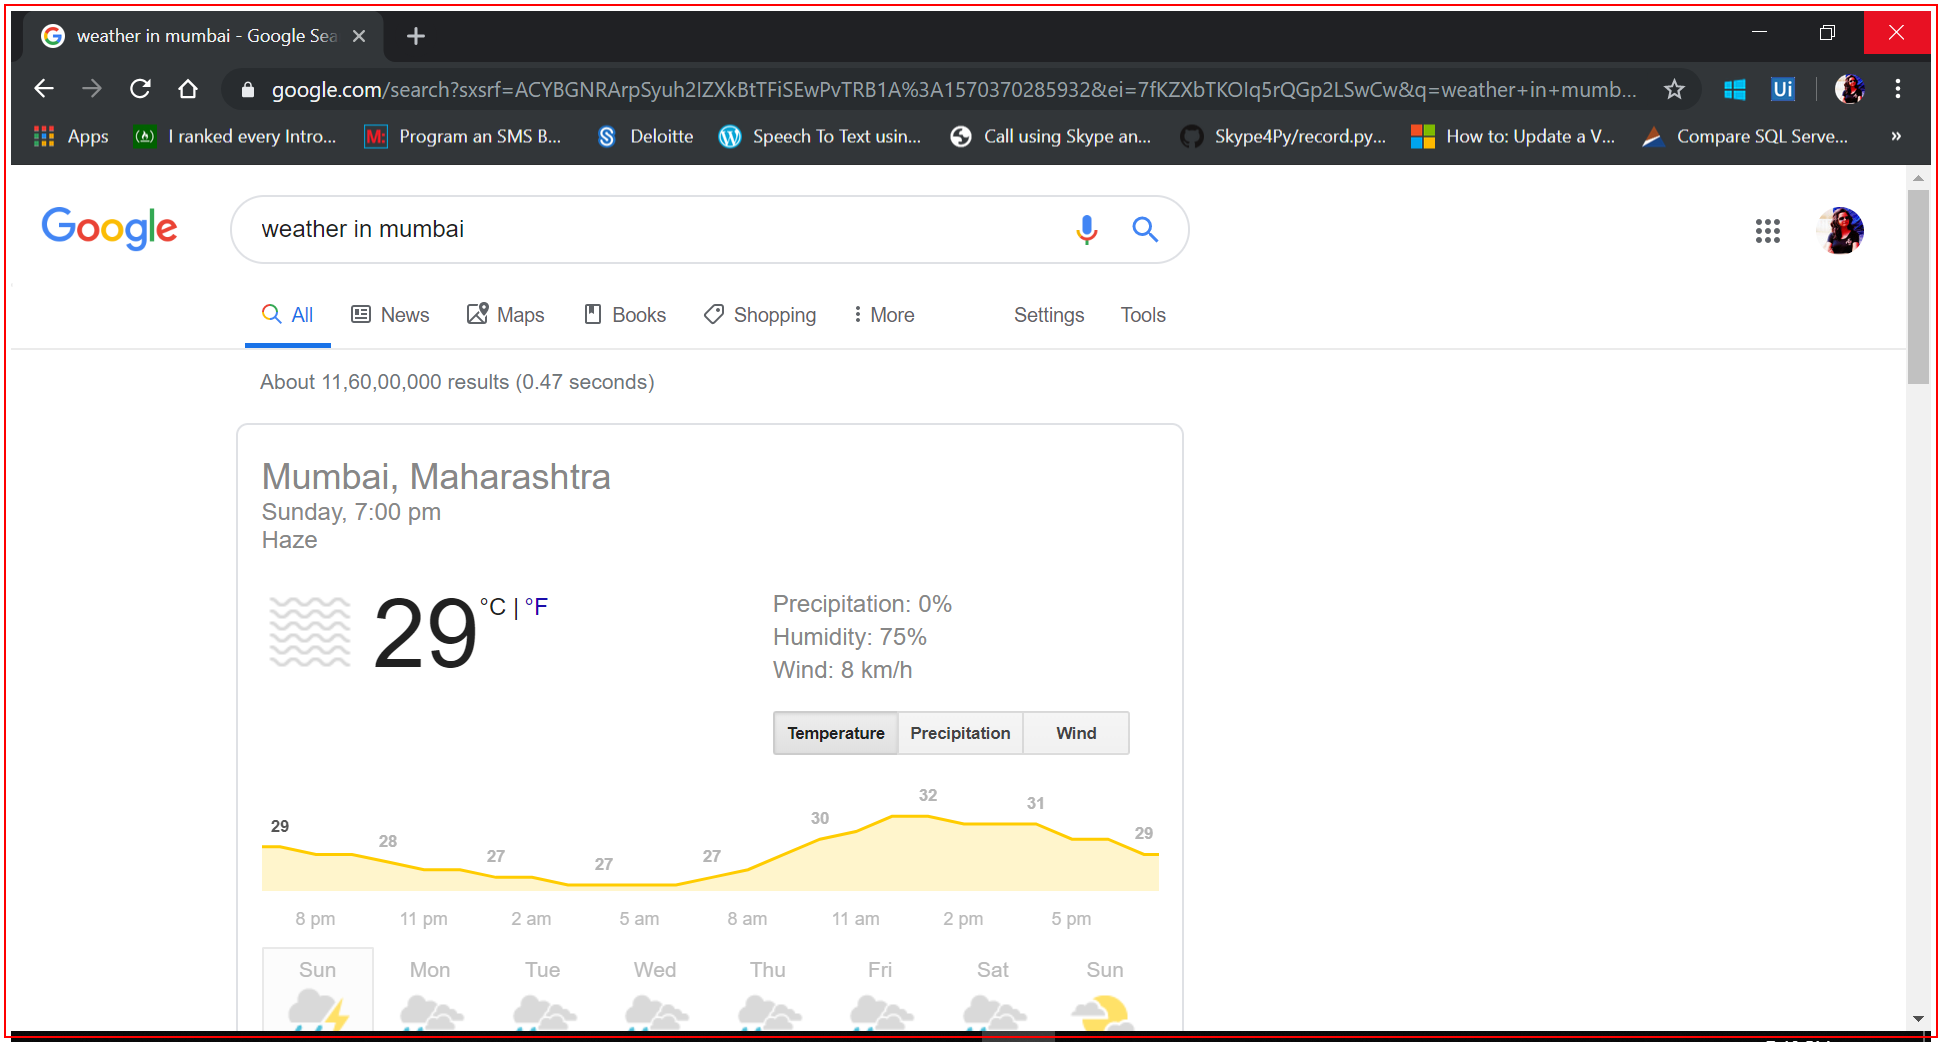 weather in mumbai - Google Sea
google.com/search?sxsrf=ACYBGNRArpSyuh2IZXkBtTFiSEwPvTRB1A%3A1570370285932&ei=7fKZXbTKOIq5rQGp2LSwCw&q=weather+in+mumb...
Ui
Apps I ranked every Intro... M: Program an SMS B... Deloitte Speech To Text usin... Call using Skype an... Skype4Py/record.py... How to: Update a V... Compare SQL Serve... »
Google weather in mumbai
All News Maps Books Shopping More Settings Tools
About 11,60,00,000 results (0.47 seconds)
Mumbai, Maharashtra
Sunday, 7:00 pm
Haze
29 °C | °F
Precipitation: 0%
Humidity: 75%
Wind: 8 km/h
Temperature Precipitation Wind
29 28 27 27 27 30 32 31 29
8 pm 11 pm 2 am 5 am 8 am 11 am 2 pm 5 pm
Sun Mon Tue Wed Thu Fri Sat Sun